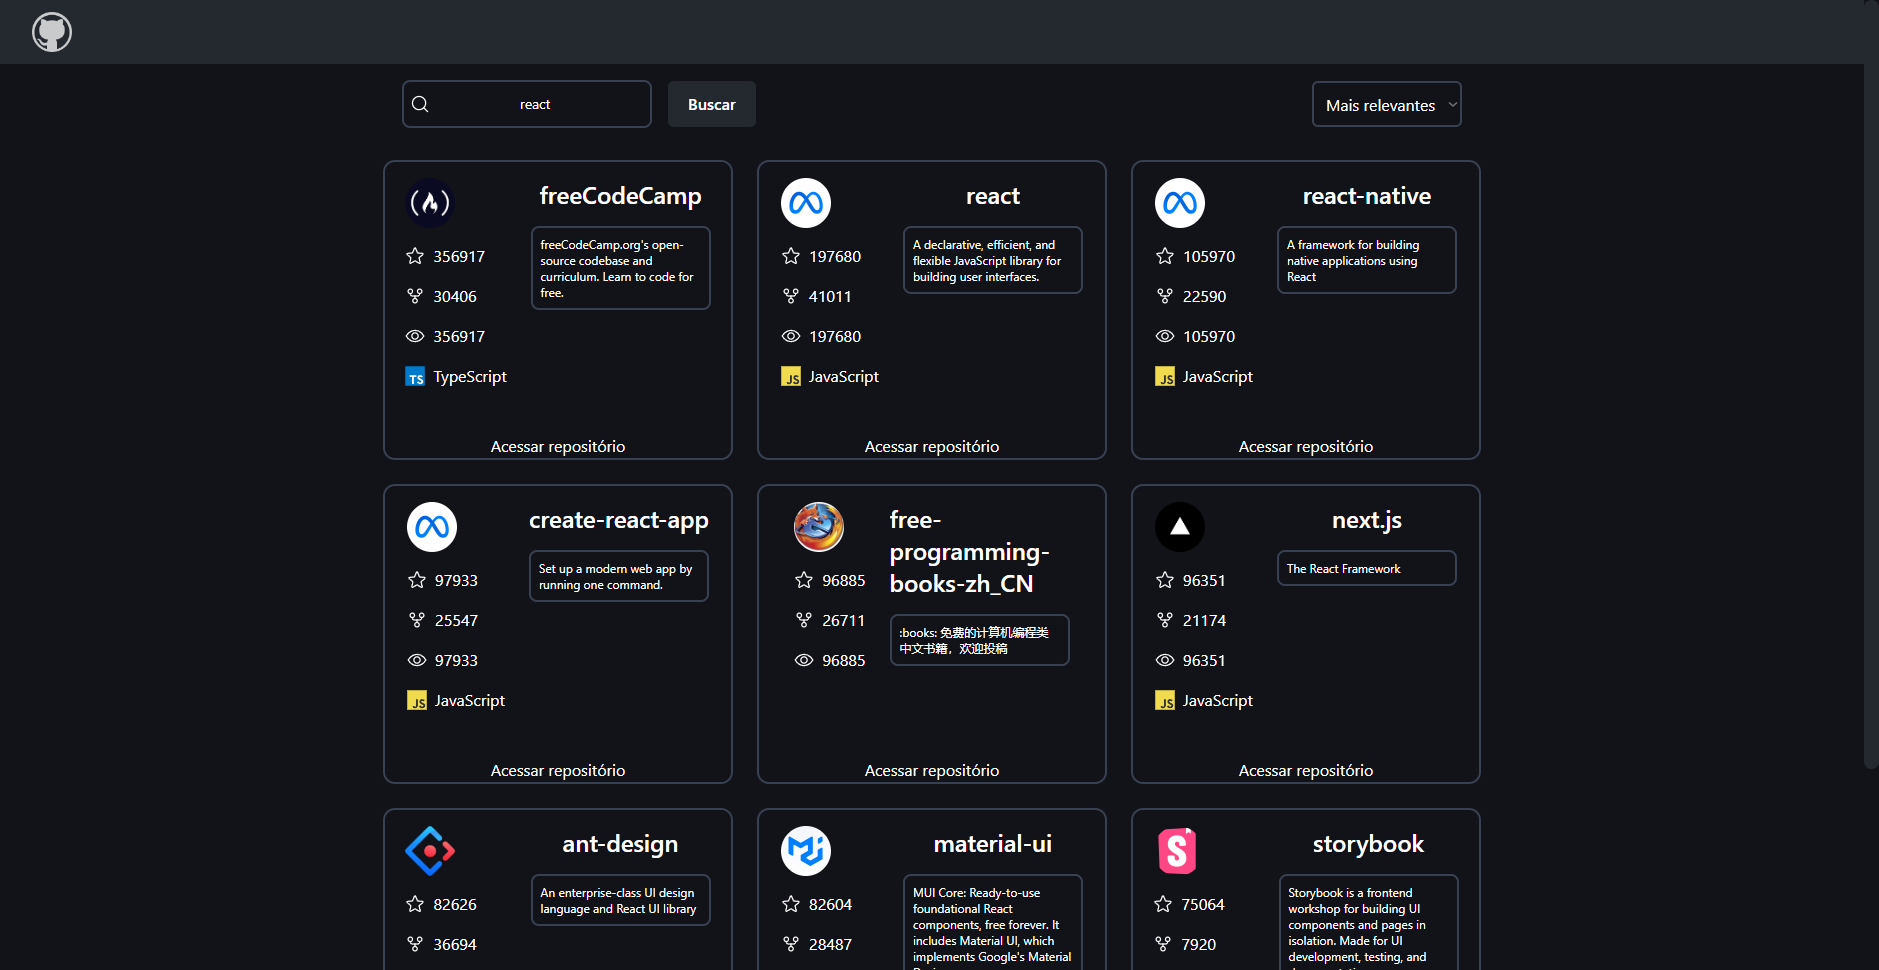 react
Buscar
Mais relevantes
freeCodeCamp
freeCodeCamp.org's open-
source codebase and
curriculum. Learn to code for
free.
356917
30406
356917
TS TypeScript
Acessar repositório
react
A declarative, efficient, and
flexible JavaScript library for
building user interfaces.
197680
41011
197680
JS JavaScript
Acessar repositório
react-native
A framework for building
native applications using
React
105970
22590
105970
JS JavaScript
Acessar repositório
create-react-app
Set up a modern web app by
running one command.
97933
25547
97933
JS JavaScript
Acessar repositório
free-
programming-
books-zh_CN
:books: 免费的计算机编程类
中文书籍，欢迎投稿
96885
26711
96885
Acessar repositório
next.js
The React Framework
96351
21174
96351
JS JavaScript
Acessar repositório
ant-design
An enterprise-class UI design
language and React UI library
82626
36694
material-ui
MUI Core: Ready-to-use
foundational React
components, free forever. It
includes Material UI, which
implements Google's Material
82604
28487
S
storybook
Storybook is a frontend
workshop for building UI
components and pages in
isolation. Made for UI
development, testing, and
75064
7920